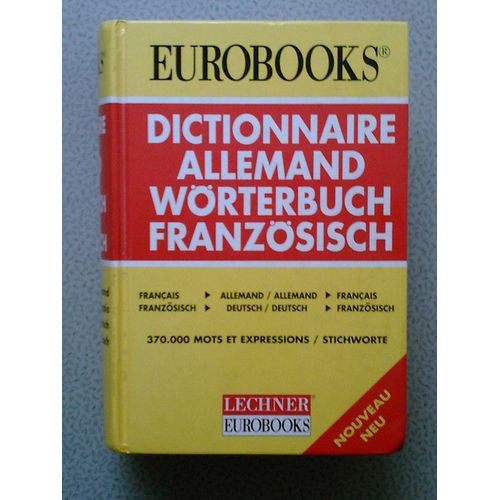 EUROBOOKS®
DICTIONNAIRE
ALLEMAND
WÖRTERBUCH
FRANZÖSISCH
FRANÇAIS ► ALLEMAND / ALLEMAND ► FRANÇAIS
FRANZÖSISCH ► DEUTSCH / DEUTSCH ► FRANZÖSISCH
370.000 MOTS ET EXPRESSIONS / STICHWORTE
LECHNER®
EUROBOOKS
NOUVEAU
NEU